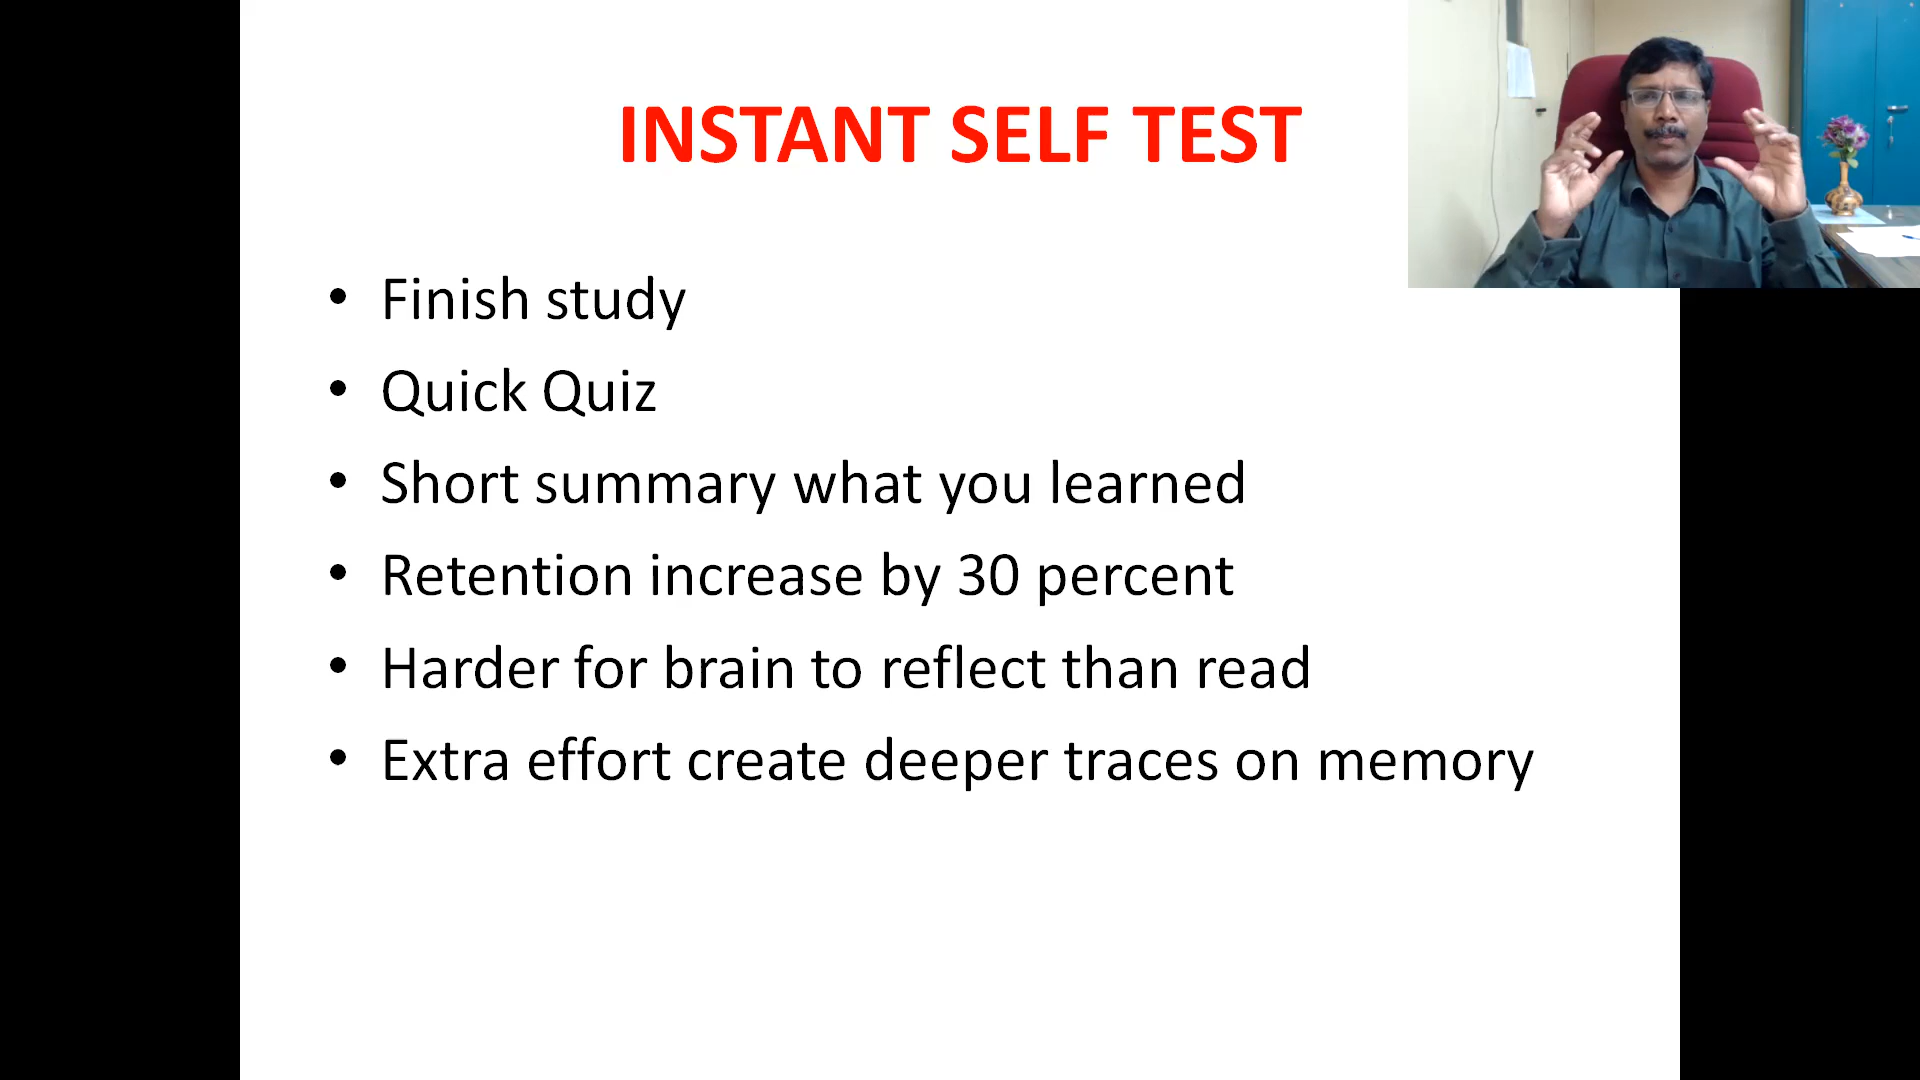 INSTANT SELF TEST
• Finish study
• Quick Quiz
• Short summary what you learned
• Retention increase by 30 percent
• Harder for brain to reflect than read
• Extra effort create deeper traces on memory